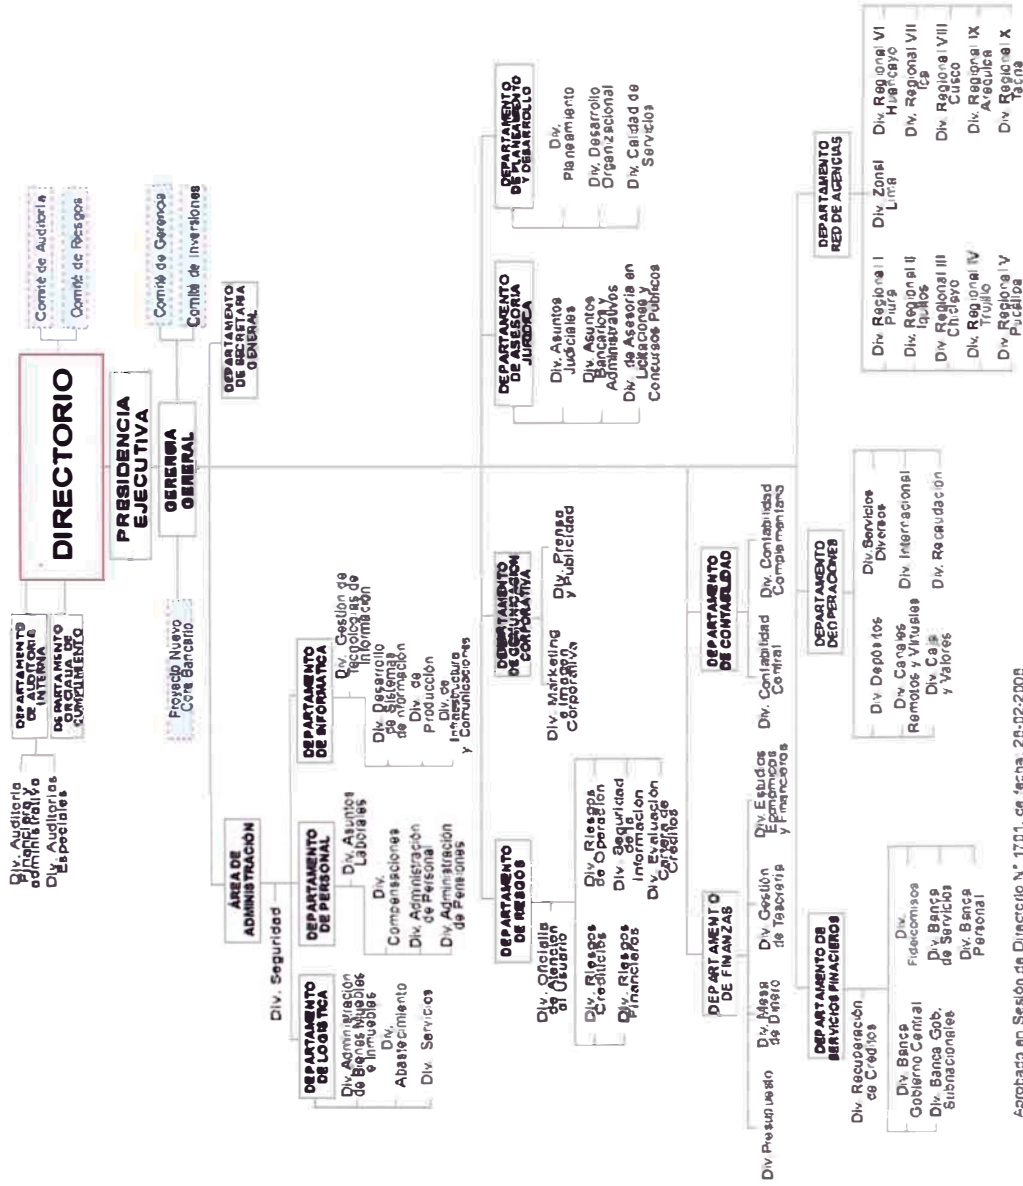 Comité de Auditoría
Comité de Riesgos
DIRECTORIO
DEPARTAMENTO
DE AUDITORIA
INTERNA
DEPARTAMENTO
OFICIALIA DE
CUMPLIMIENTO
Div. Auditoria
Financiera y
administrativa
Div. Auditorias
Especiales
PRESIDENCIA
EJECUTIVA
GERENCIA
GENERAL
Comité de Gerencia
Comité de Inversiones
Proyecto Nuevo
Core Bancario
DEPARTAMENTO
DE SECRETARIA
GENERAL
ÁREA DE
ADMINISTRACIÓN
Div. Seguridad
DEPARTAMENTO
DE LOGISTICA
Div. Administración
de Bienes Muebles
e Inmuebles
Div.
Abastecimiento
Div. Servicios
DEPARTAMENTO
DE PERSONAL
Div. Asuntos
Laborales
Div.
Compensaciones
Div. Administración
de Personal
Div. Administración
de Pensiones
DEPARTAMENTO
DE INFORMATICA
Div. Gestión de
Tecnologías de
Información
Div. Desarrollo
de Sistemas
de Información
Div. de
Producción
Div. de
Infraestructura
y Comunicaciones
DEPARTAMENTO
DE RIESGOS
Div. Oficialía
de Atención
al Usuario
Div. Riesgos
Crediticios
Div. Riesgos
Financieros
Div. Riesgos
de Operación
Div. Seguridad
de la
Información
Div. Evaluación
Cartera de
Créditos
DEPARTAMENTO
DE COMUNICACIÓN
CORPORATIVA
Div. Marketing
e Imagen
Corporativa
Div. Prensa
y Publicidad
DEPARTAMENTO
DE ASESORIA
JURIDICA
Div. Asuntos
Judiciales
Div. Asuntos
Bancarios y
Administrativos
Div. de Asesoria en
Licitaciones y
Concursos Públicos
DEPARTAMENTO
DE PLANEAMIENTO
Y DESARROLLO
Div.
Planeamiento
Div. Desarrollo
Organizacional
Div. Calidad de
Servicios
DEPARTAMENTO
DE FINANZAS
Div. Presupuesto
Div. Mesa
de Dinero
Div. Gestión
de Tesorería
Div. Estudios
Económicos
y Financieros
DEPARTAMENTO
DE CONTABILIDAD
Div. Contabilidad
Central
Div. Contabilidad
Complementaria
DEPARTAMENTO DE
SERVICIOS FINACIEROS
Div. Recuperación
de Créditos
Div. Banca
Gobierno Central
Div. Banca Gob.
Subnacionales
Div.
Fideicomisos
Div. Banca
de Servicio
Div. Banca
Personal
DEPARTAMENTO
DE OPERACIONES
Div. Depósitos
Div. Canales
Remotos y Virtuales
Div. Caja
y Valores
Div. Servicios
Diversos
Div. Internacional
Div. Recaudación
DEPARTAMENTO
RED DE AGENCIAS
Div. Regional I
Piura
Div. Regional II
Iquitos
Div. Regional III
Chiclayo
Div. Regional IV
Trujillo
Div. Regional V
Pucallpa
Div. Zonal
Lima
Div. Regional VI
Huancayo
Div. Regional VII
Ica
Div. Regional VIII
Cusco
Div. Regional IX
Arequipa
Div. Regional X
Tacna
Aprobado en Sesión de Directorio N° 1701, de fecha: 28-02-2008